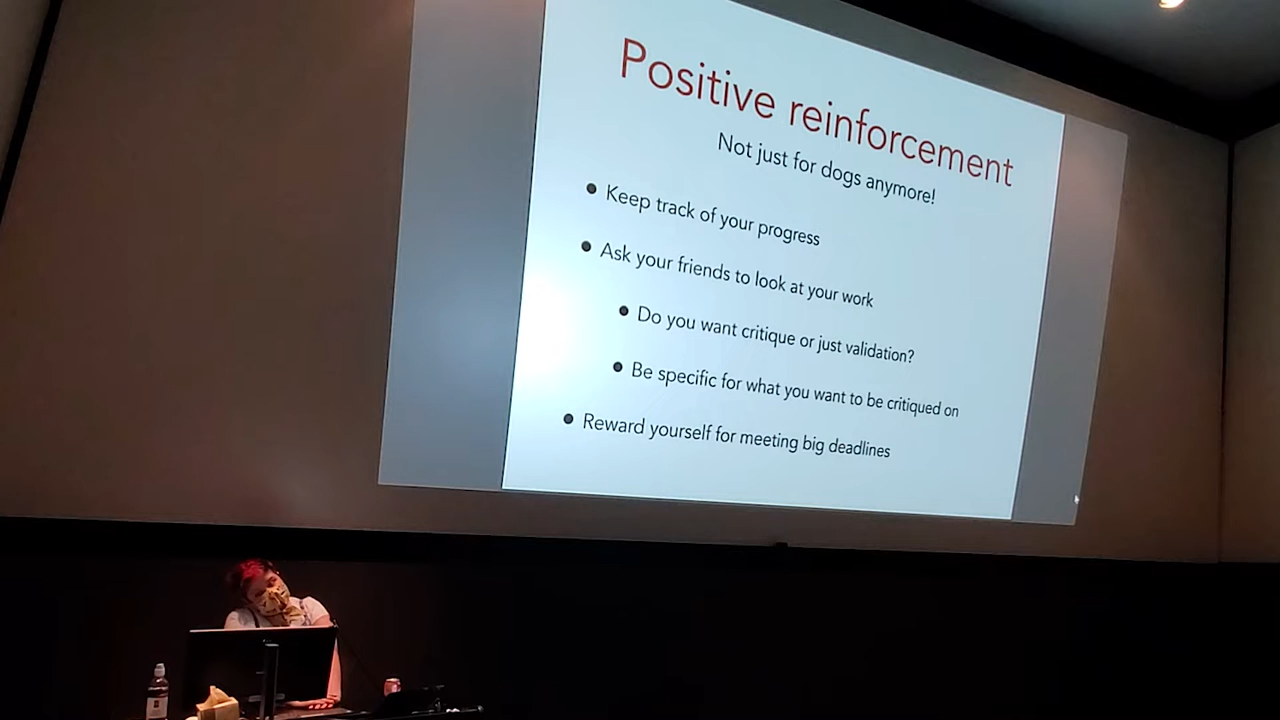 Positive reinforcement
Not just for dogs anymore!
Keep track of your progress
Ask your friends to look at your work
Do you want critique or just validation?
Be specific for what you want to be critiqued on
Reward yourself for meeting big deadlines